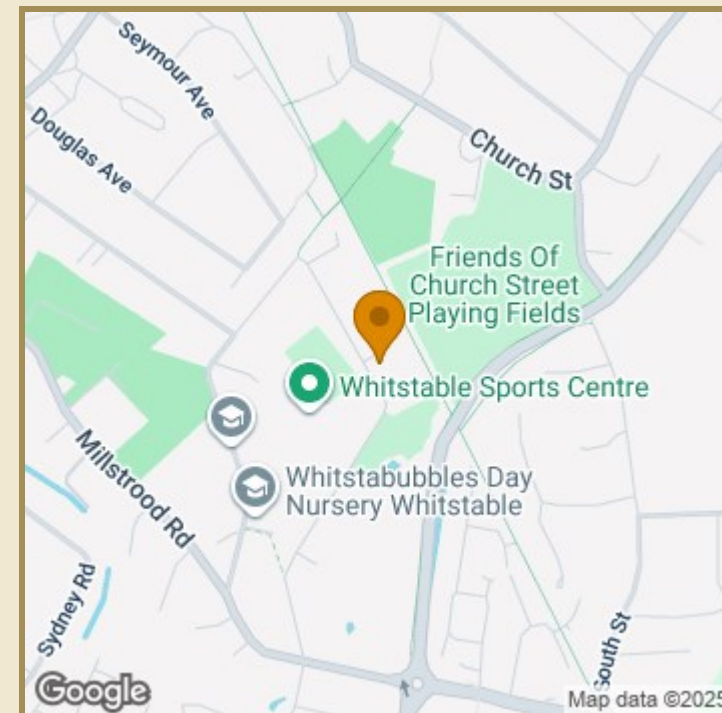 Seymour Ave
Douglas Ave
Church St
Friends Of
Church Street
Playing Fields
Whitstable Sports Centre
Whitstabubbles Day
Nursery Whitstable
Millstrood Rd
Sydney Rd
South St
Google
Map data ©2025